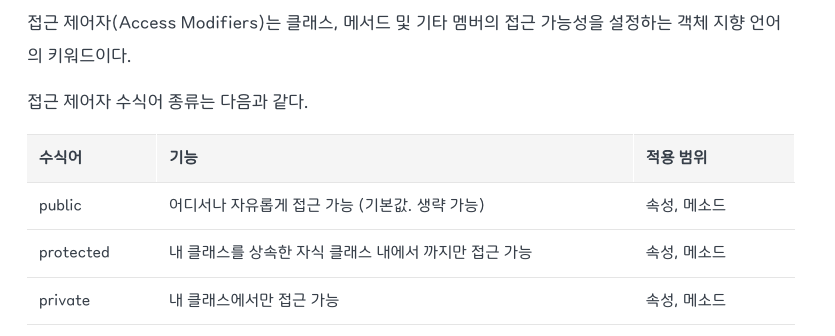 접근 제어자(Access Modifiers)는 클래스, 메서드 및 기타 멤버의 접근 가능성을 설정하는 객체 지향 언어
의 키워드이다.
접근 제어자 수식어 종류는 다음과 같다.
수식어 기능 적용 범위
public 어디서나 자유롭게 접근 가능 (기본값. 생략 가능) 속성, 메소드
protected 내 클래스를 상속한 자식 클래스 내에서 까지만 접근 가능 속성, 메소드
private 내 클래스에서만 접근 가능 속성, 메소드